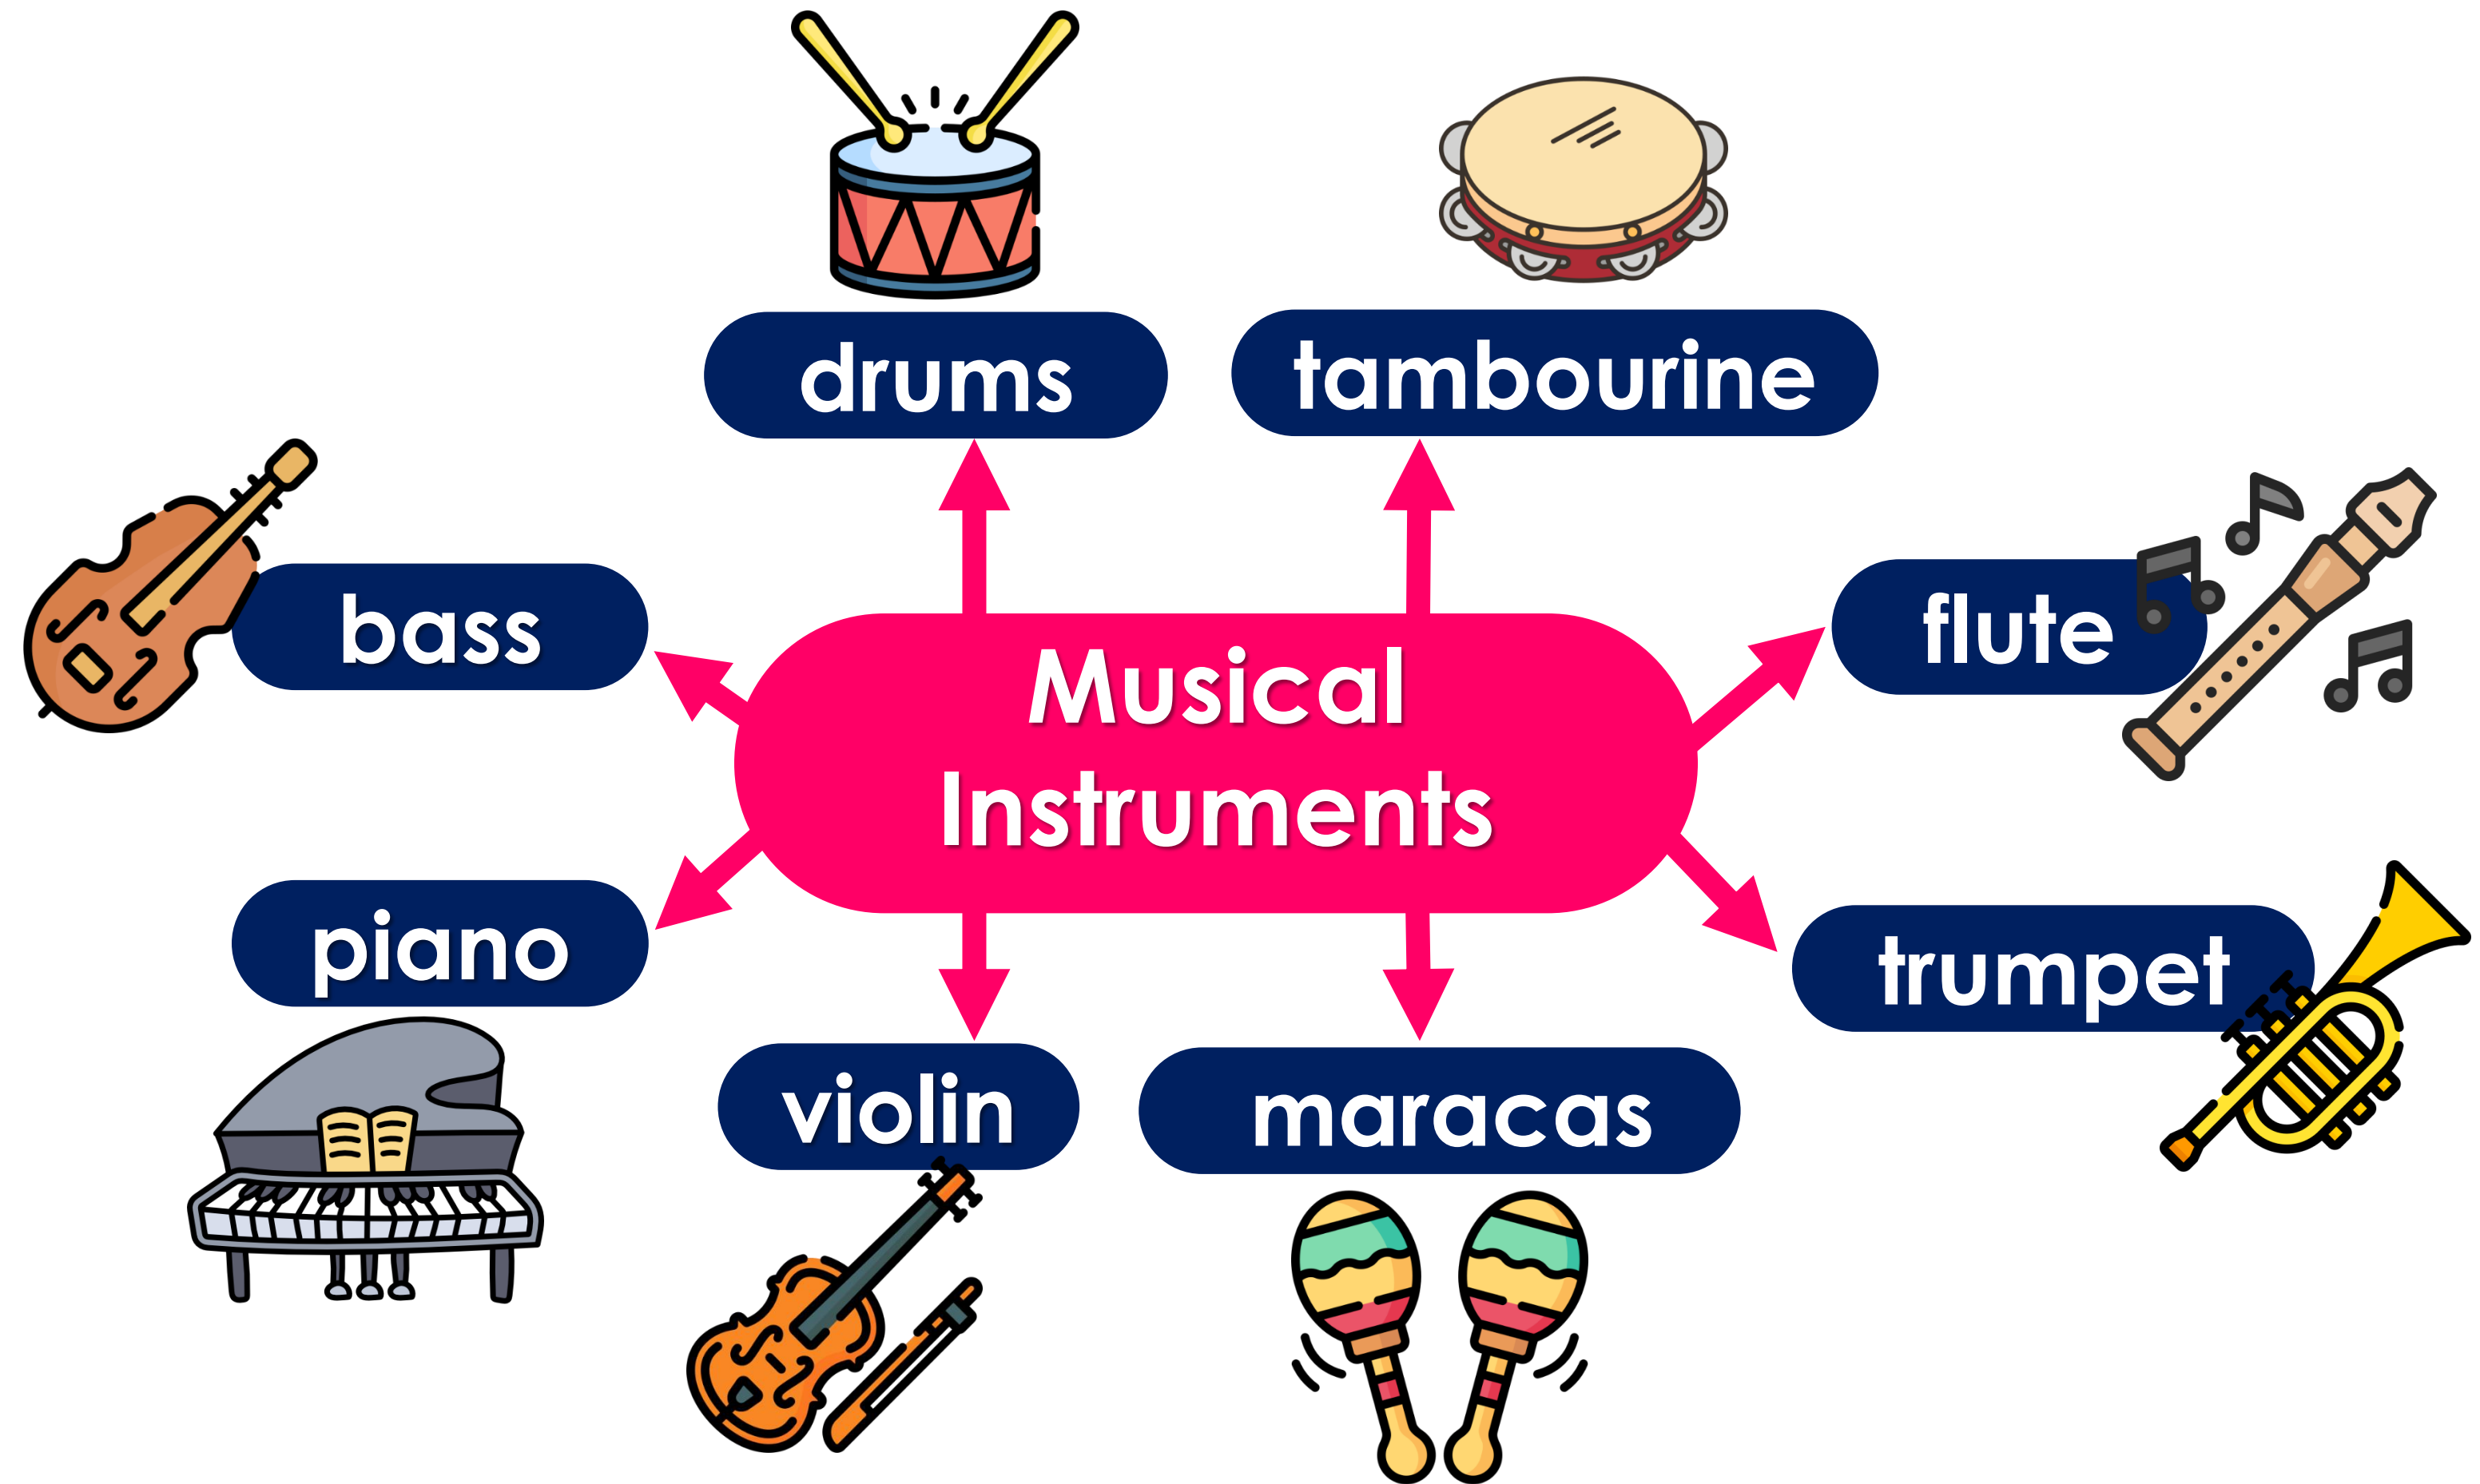 drums
tambourine
bass
flute
Musical
Instruments
piano
trumpet
violin
maracas